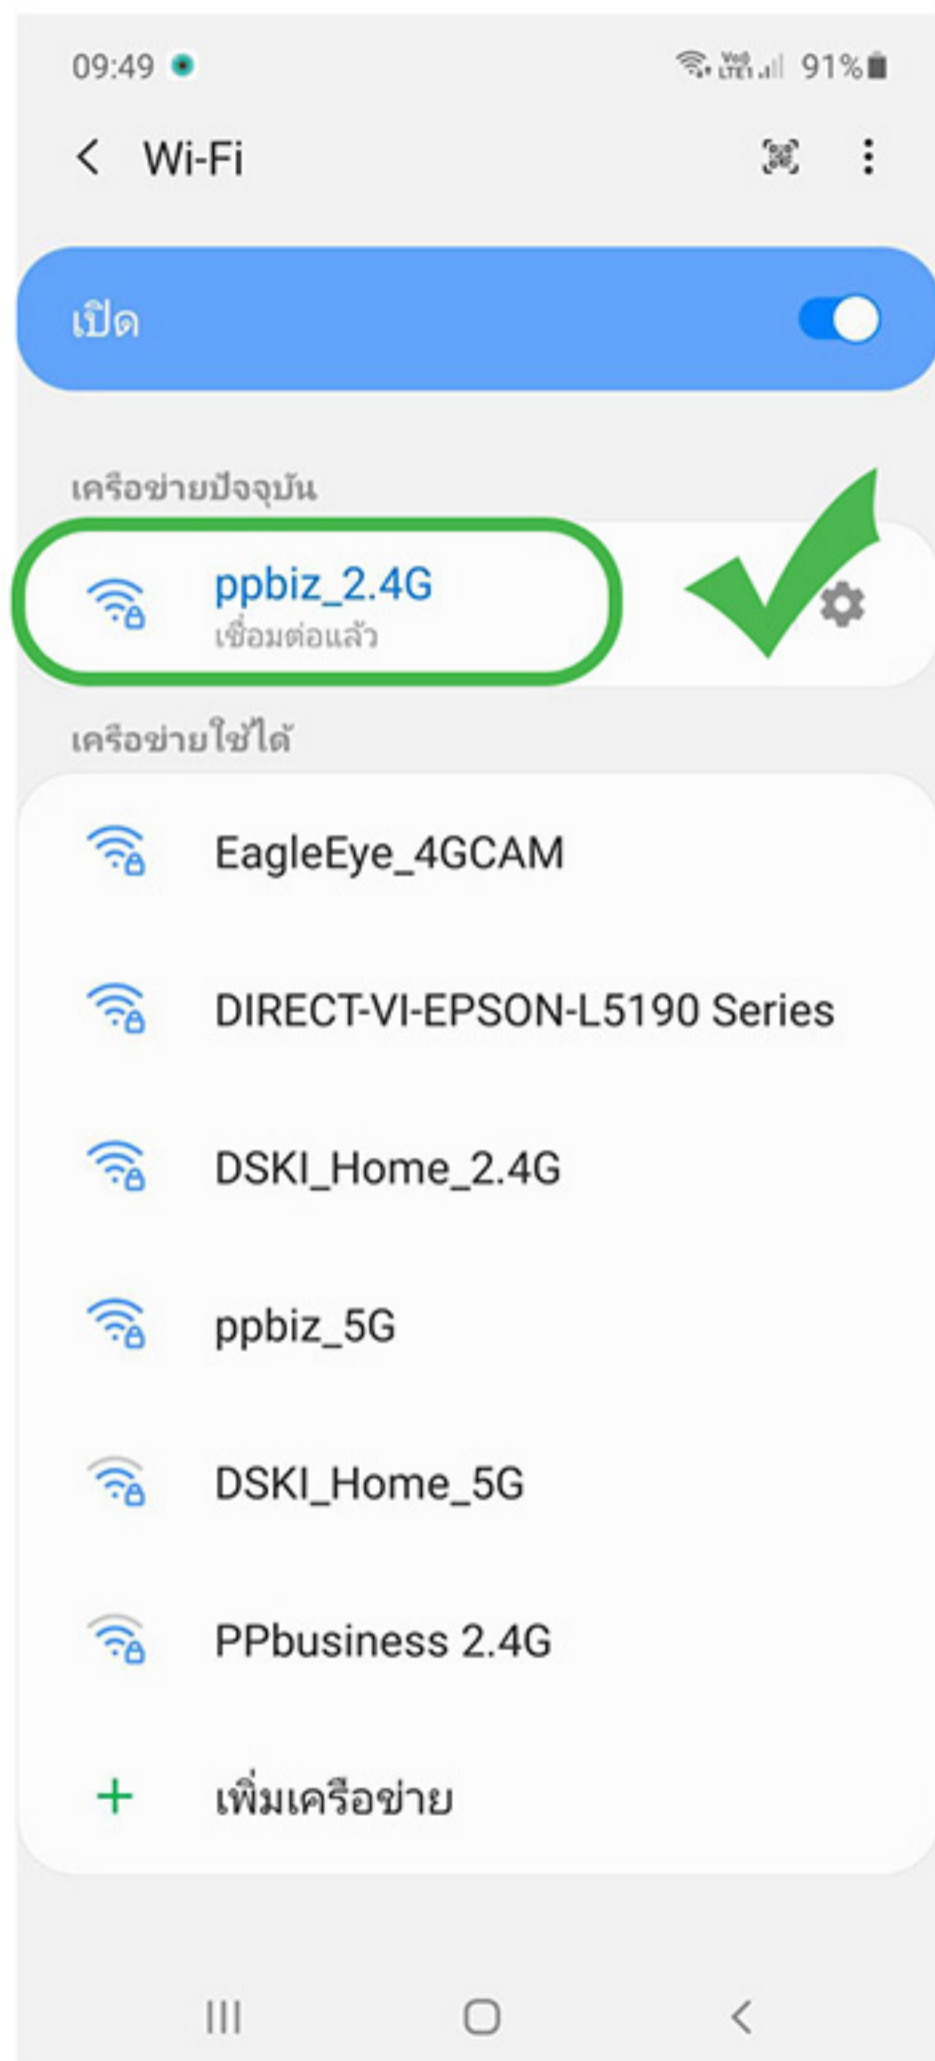 09:49
Vo) LTE1 91%
Wi-Fi
เปิด
เครือข่ายปัจจุบัน
ppbiz_2.4G
เชื่อมต่อแล้ว
เครือข่ายใช้ได้
EagleEye_4GCAM
DIRECT-VI-EPSON-L5190 Series
DSKI_Home_2.4G
ppbiz_5G
DSKI_Home_5G
PPbusiness 2.4G
เพิ่มเครือข่าย